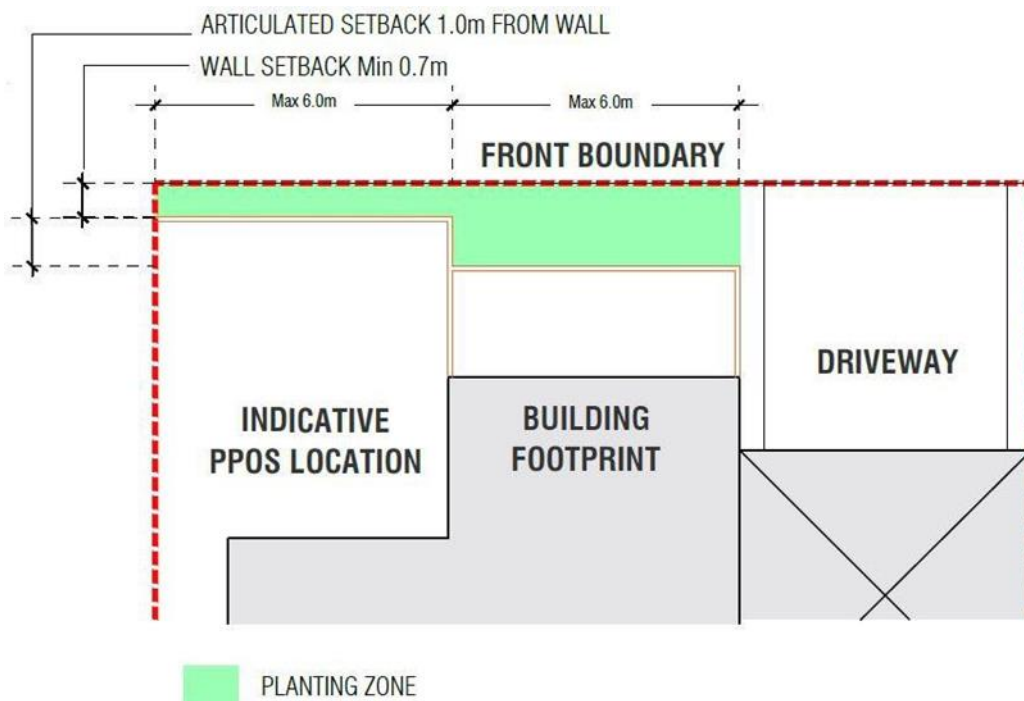 ARTICULATED SETBACK 1.0m FROM WALL
WALL SETBACK Min 0.7m
Max 6.0m
Max 6.0m
FRONT BOUNDARY
DRIVEWAY
INDICATIVE
PPOS LOCATION
BUILDING
FOOTPRINT
PLANTING ZONE